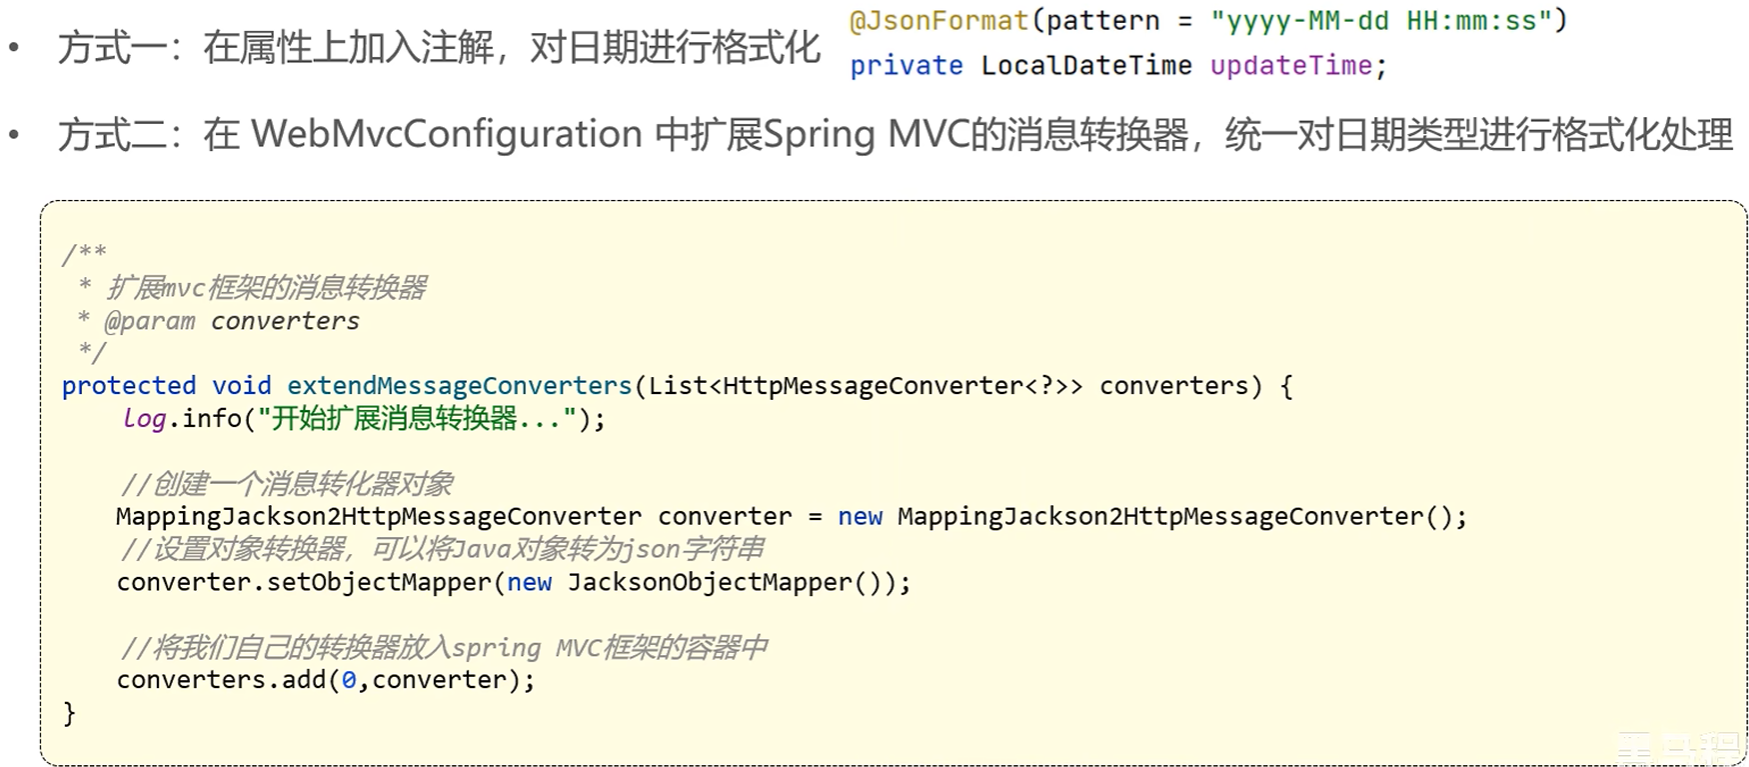 • 方式一：在属性上加入注解，对日期进行格式化
@JsonFormat(pattern = "yyyy-MM-dd HH:mm:ss")
private LocalDateTime updateTime;
• 方式二：在 WebMvcConfiguration 中扩展Spring MVC的消息转换器，统一对日期类型进行格式化处理
/**
 * 扩展mvc框架的消息转换器
 * @param converters
 */
protected void extendMessageConverters(List<HttpMessageConverter<?>> converters) {
    log.info("开始扩展消息转换器...");
    //创建一个消息转化器对象
    MappingJackson2HttpMessageConverter converter = new MappingJackson2HttpMessageConverter();
    //设置对象转换器，可以将Java对象转为json字符串
    converter.setObjectMapper(new JacksonObjectMapper());
    //将我们自己的转换器放入spring MVC框架的容器中
    converters.add(0,converter);
}